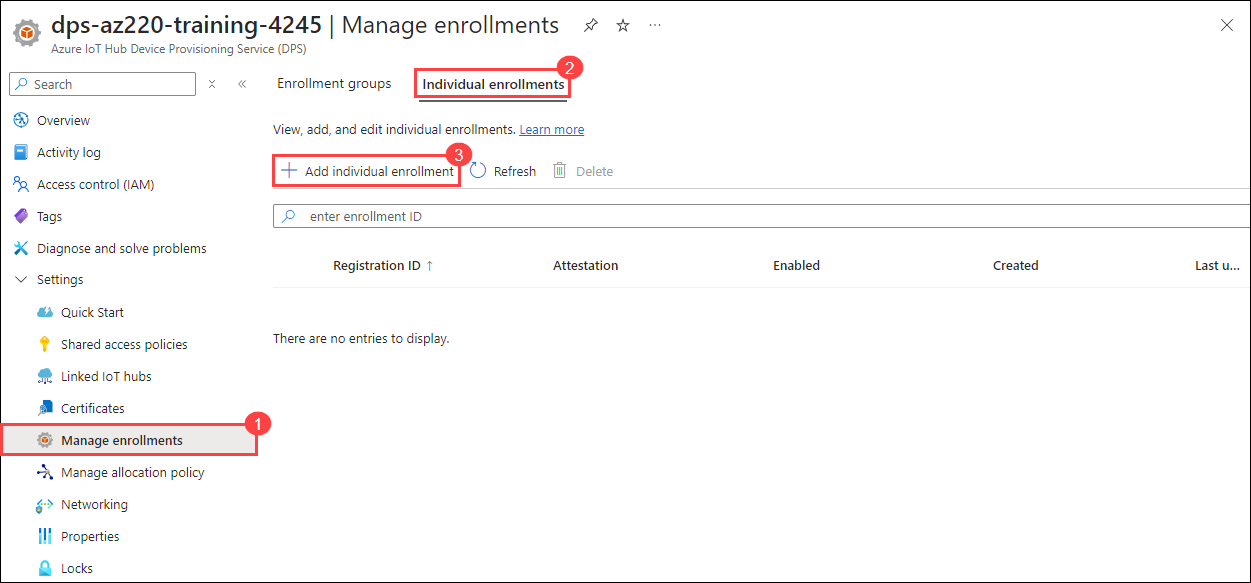 dps-az220-training-4245 | Manage enrollments
Azure IoT Hub Device Provisioning Service (DPS)
Search
Overview
Activity log
Access control (IAM)
Tags
Diagnose and solve problems
Settings
Quick Start
Shared access policies
Linked IoT hubs
Certificates
Manage enrollments 1
Manage allocation policy
Networking
Properties
Locks
Enrollment groups Individual enrollments 2
View, add, and edit individual enrollments. Learn more
Add individual enrollment 3 Refresh Delete
enter enrollment ID
Registration ID ↑ Attestation Enabled Created Last u...
There are no entries to display.